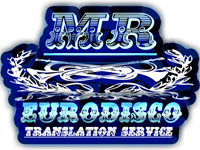 MR
EURODISCO
TRANSLATION SERVICE